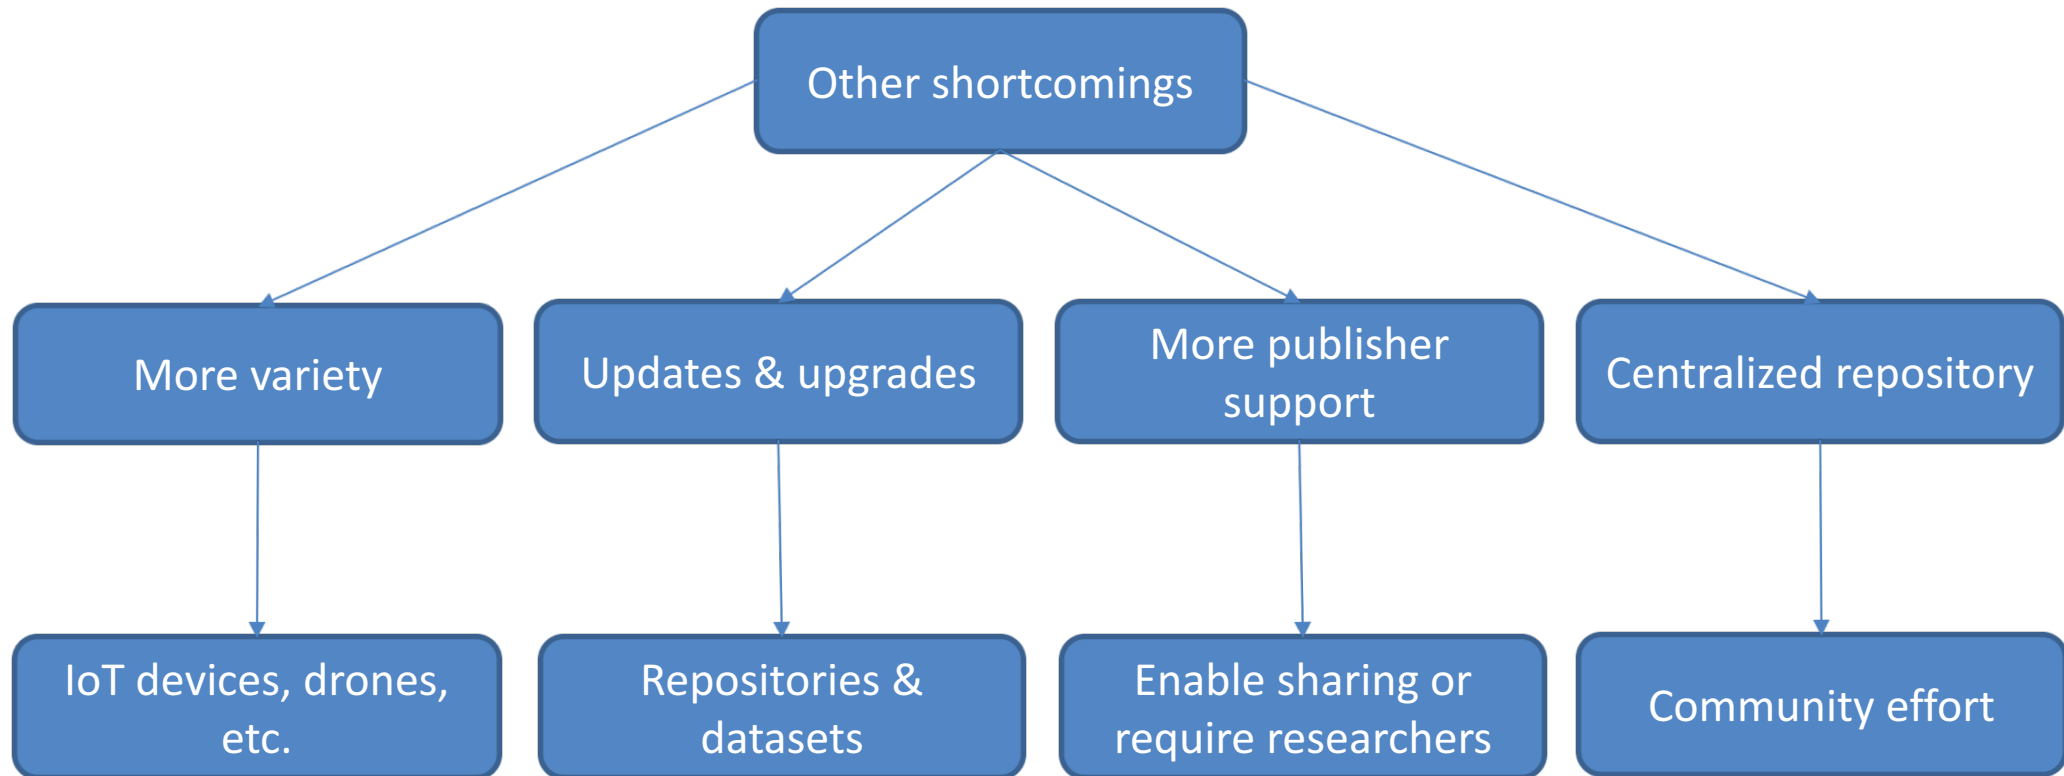 Other shortcomings
More variety
Updates & upgrades
More publisher
support
Centralized repository
IoT devices, drones,
etc.
Repositories &
datasets
Enable sharing or
require researchers
Community effort